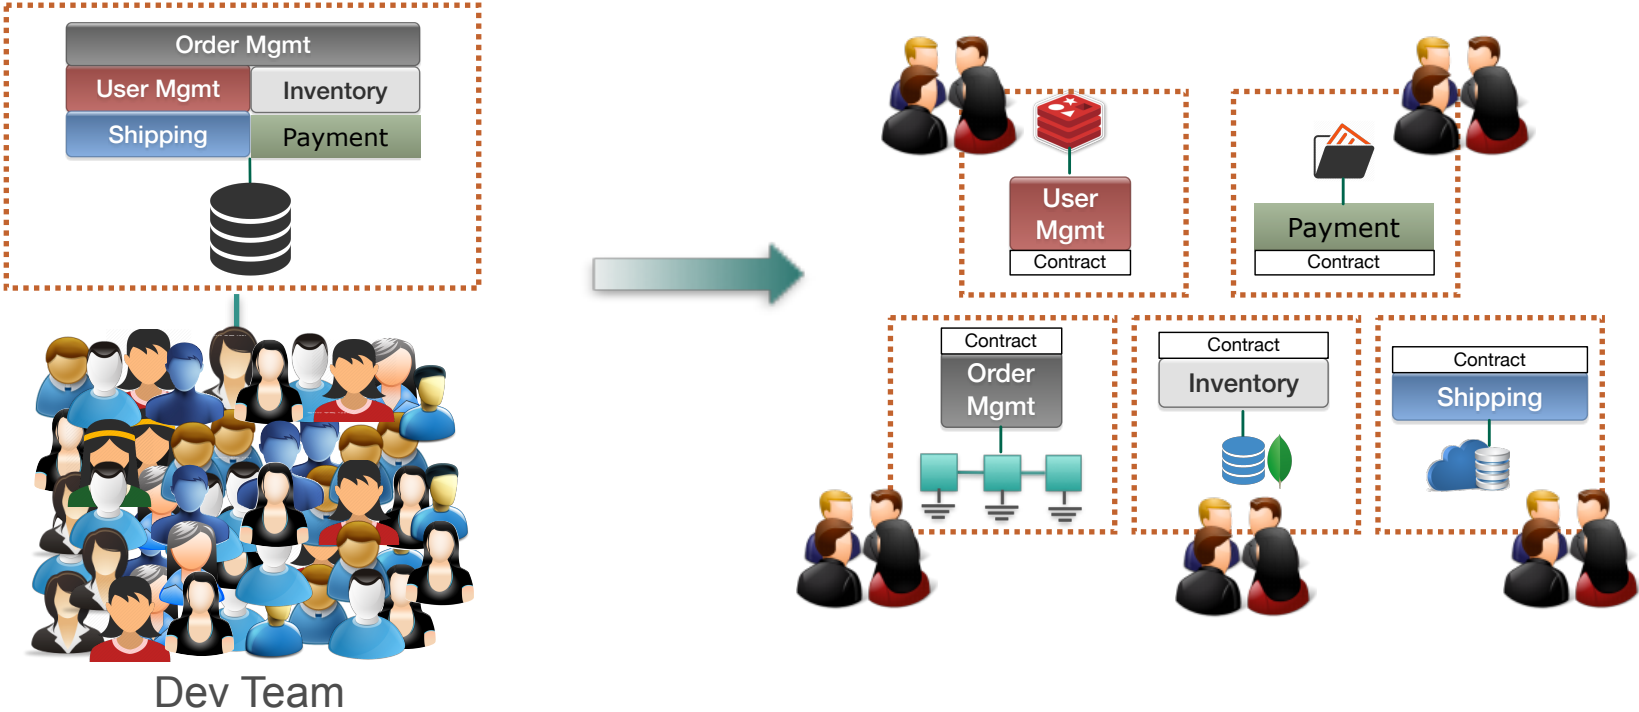 Order Mgmt
User Mgmt
Inventory
Shipping
Payment
Dev Team
User
Mgmt
Contract
Payment
Contract
Contract
Order
Mgmt
Contract
Inventory
Contract
Shipping